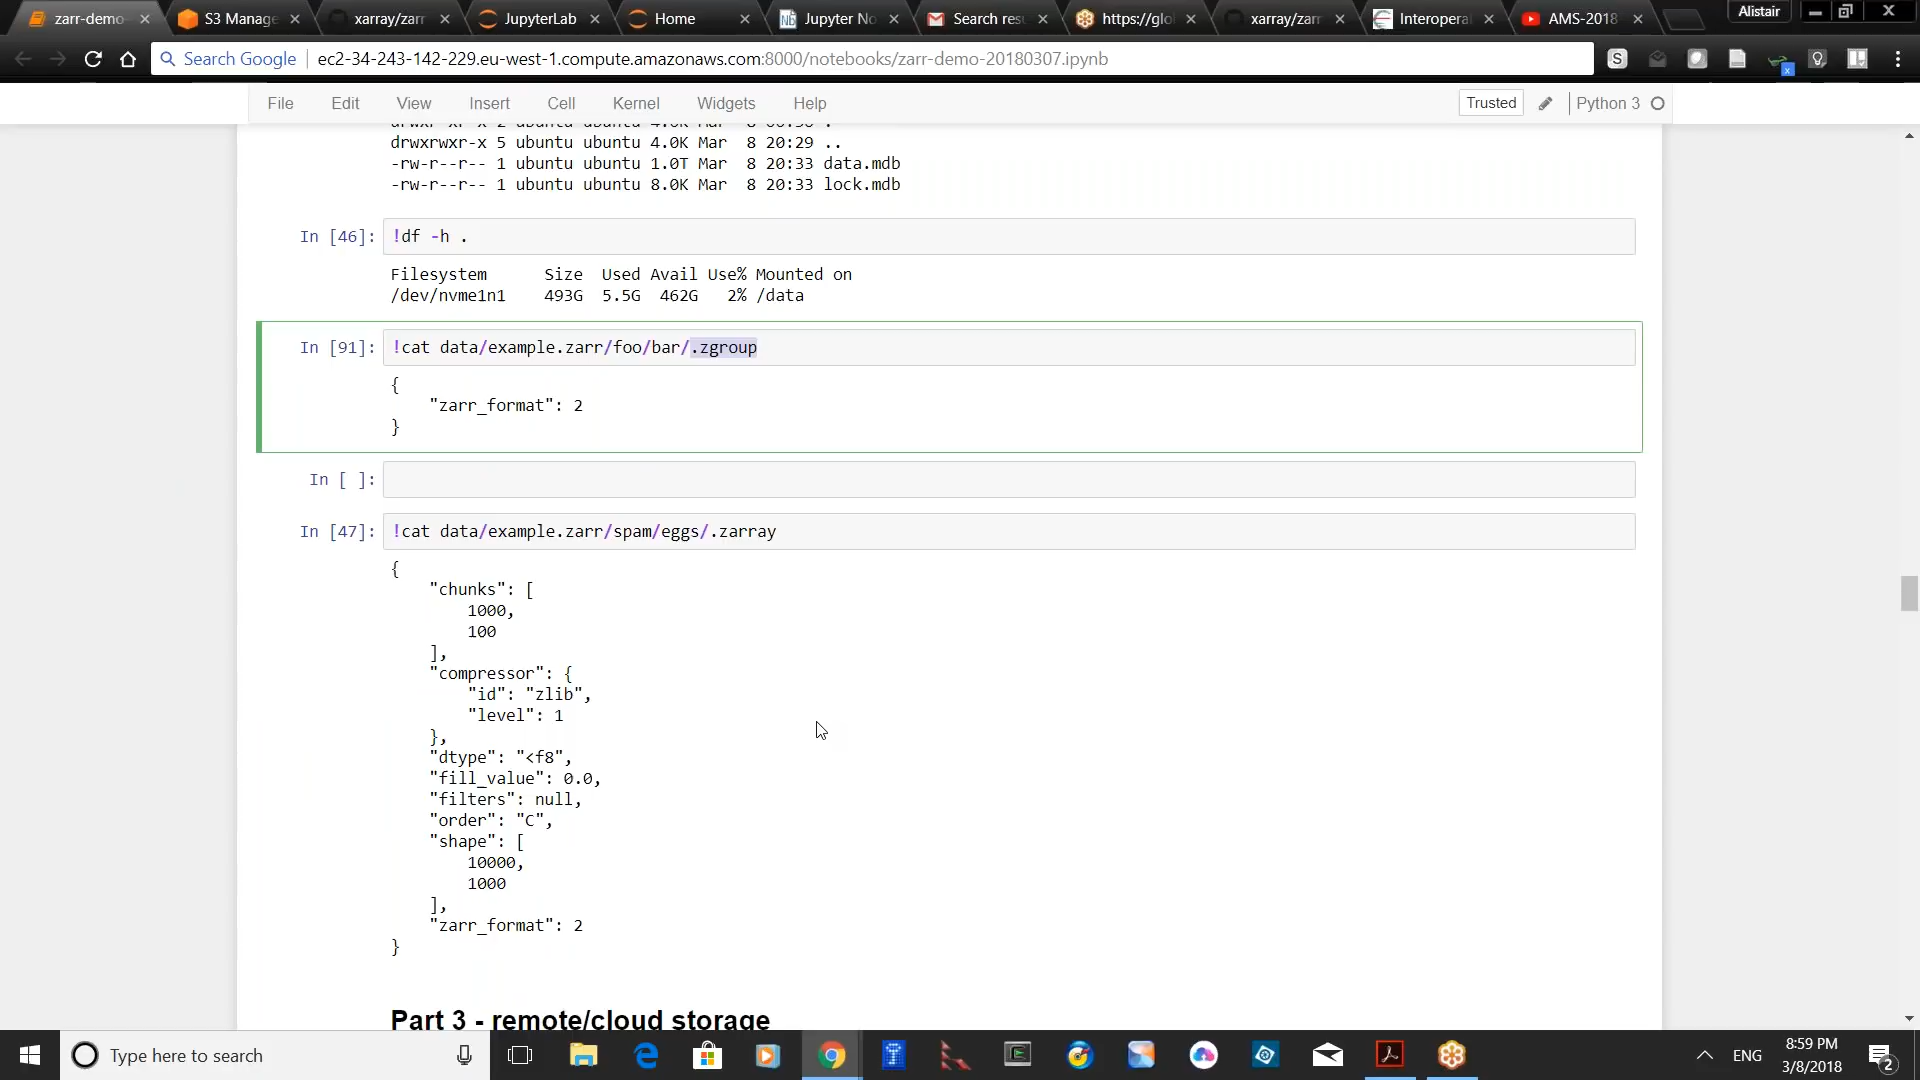 zarr-demo-
S3 Manage
xarray/zarr
JupyterLab
Home
Jupyter No
Search res
https://glo
xarray/zarr
Interopera
AMS-2018
Alistair
Search Google
ec2-34-243-142-229.eu-west-1.compute.amazonaws.com:8000/notebooks/zarr-demo-20180307.ipynb
File Edit View Insert Cell Kernel Widgets Help
Trusted
Python 3
drwxrwxr-x 5 ubuntu ubuntu 4.0K Mar  8 20:29 ..
-rw-r--r-- 1 ubuntu ubuntu 1.0T Mar  8 20:33 data.mdb
-rw-r--r-- 1 ubuntu ubuntu 8.0K Mar  8 20:33 lock.mdb
In [46]: !df -h .
Filesystem      Size  Used Avail Use% Mounted on
/dev/nvme1n1    493G  5.5G  462G   2% /data
In [91]: !cat data/example.zarr/foo/bar/.zgroup
{
    "zarr_format": 2
}
In [ ]:
In [47]: !cat data/example.zarr/spam/eggs/.zarray
{
    "chunks": [
        1000,
        100
    ],
    "compressor": {
        "id": "zlib",
        "level": 1
    },
    "dtype": "<f8",
    "fill_value": 0.0,
    "filters": null,
    "order": "C",
    "shape": [
        10000,
        1000
    ],
    "zarr_format": 2
}
Part 3 - remote/cloud storage
Type here to search
ENG
8:59 PM
3/8/2018
2